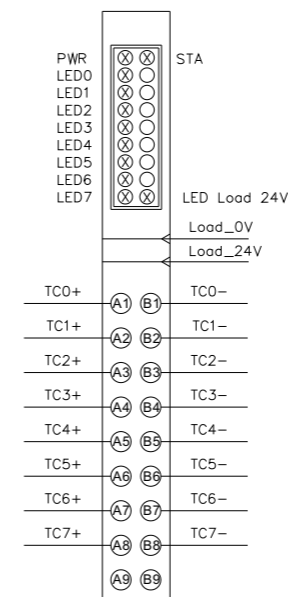 PWR STA
LED0
LED1
LED2
LED3
LED4
LED5
LED6
LED7 LED Load 24V
Load_0V
Load_24V
TC0+ A1 B1 TC0-
TC1+ A2 B2 TC1-
TC2+ A3 B3 TC2-
TC3+ A4 B4 TC3-
TC4+ A5 B5 TC4-
TC5+ A6 B6 TC5-
TC6+ A7 B7 TC6-
TC7+ A8 B8 TC7-
A9 B9